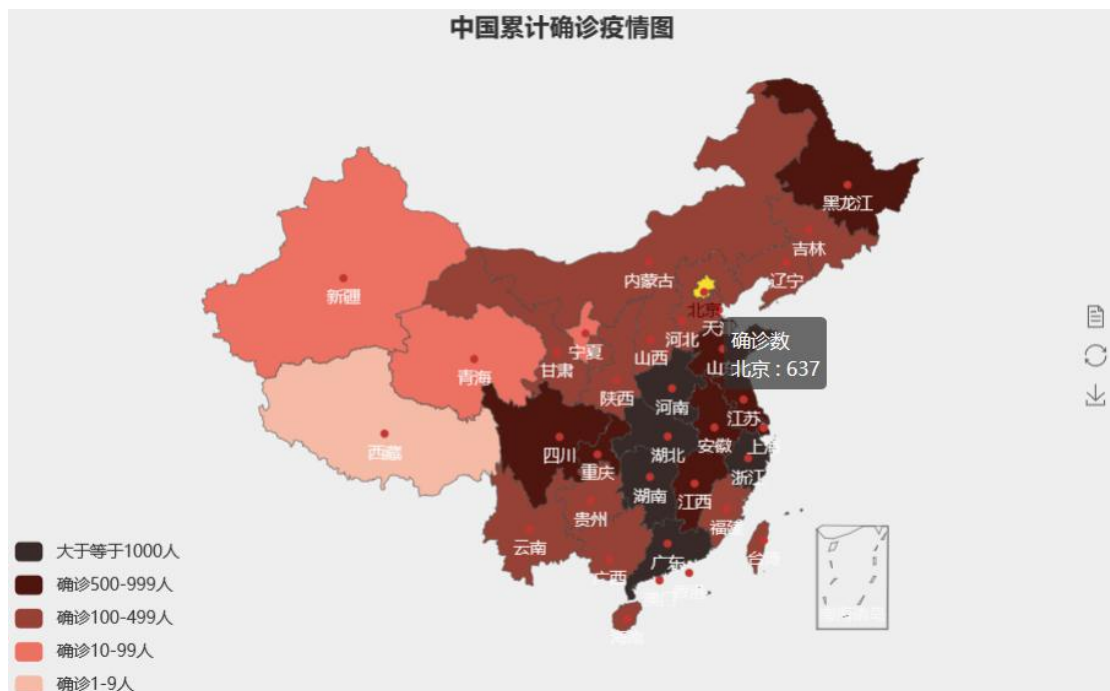 中国累计确诊疫情图
黑龙江
吉林
辽宁
内蒙古
北京
新疆
确诊数
北京 : 637
河北
宁夏
山西
甘肃
青海
陕西
河南
江苏
安徽
西藏
四川
湖北
重庆
浙江
湖南
江西
贵州
福建
云南
广东
广西
台湾
大于等于1000人
确诊500-999人
确诊100-499人
确诊10-99人
确诊1-9人